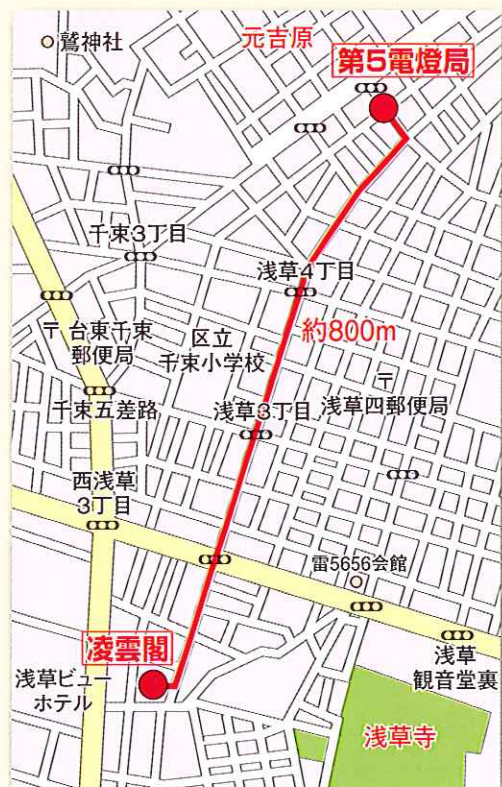 鷲神社
元吉原
第5電燈局
千束3丁目
浅草4丁目
約800m
〒台東千束
郵便局
区立
千束小学校
〒
浅草四郵便局
千束五差路
浅草3丁目
西浅草
3丁目
雷5656会館
凌雲閣
浅草ビュー
ホテル
浅草
観音堂裏
浅草寺